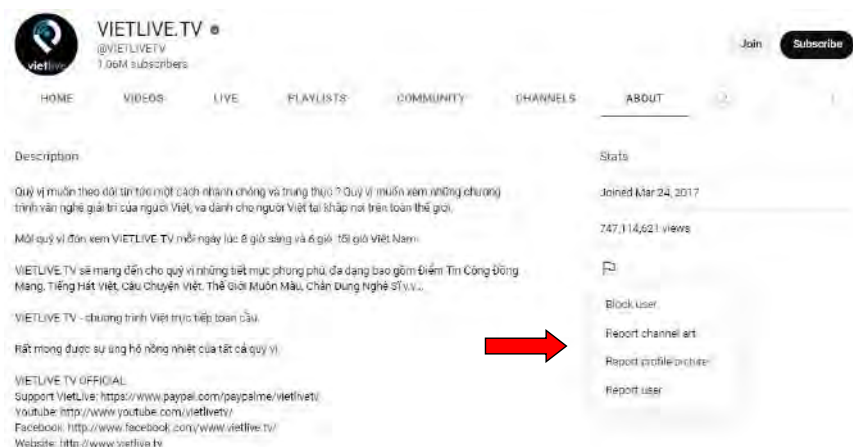 VIETLIVE.TV
@VIETLIVETV
1.06M subscribers
Join
Subscribe
vietlive
HOME VIDEOS LIVE PLAYLISTS COMMUNITY CHANNELS ABOUT
Description
Quý vị muốn theo dõi tin tức một cách nhanh chóng và trung thực ? Quý vị muốn xem những chương
trình văn nghệ giải trí của người Việt, và dành cho người Việt tại khắp nơi trên toàn thế giới.
Mời quý vị đón xem VIETLIVE TV mỗi ngày lúc 8 giờ sáng và 6 giờ tối giờ Việt Nam.
VIETLIVE TV sẽ mang đến cho quý vị những tiết mục phong phú, đa dạng bao gồm Điểm Tin Cộng Đồng
Mạng, Tiếng Hát Việt, Câu Chuyện Việt, Thế Giới Muôn Màu, Chân Dung Nghệ Sĩ v.v...
VIETLIVE TV - chương trình Việt trực tiếp toàn cầu.
Rất mong được sự ủng hộ nồng nhiệt của tất cả quý vị.
VIETLIVE TV OFFICIAL
Support VietLive: https://www.paypal.com/paypalme/vietlivetv
Youtube: http://www.youtube.com/vietlivetv/
Facebook: http://www.facebook.com/www.vietlive.tv/
Website: http://www.vietlive.tv
Stats
Joined Mar 24, 2017
747,114,621 views
Block user
Report channel art
Report profile picture
Report user